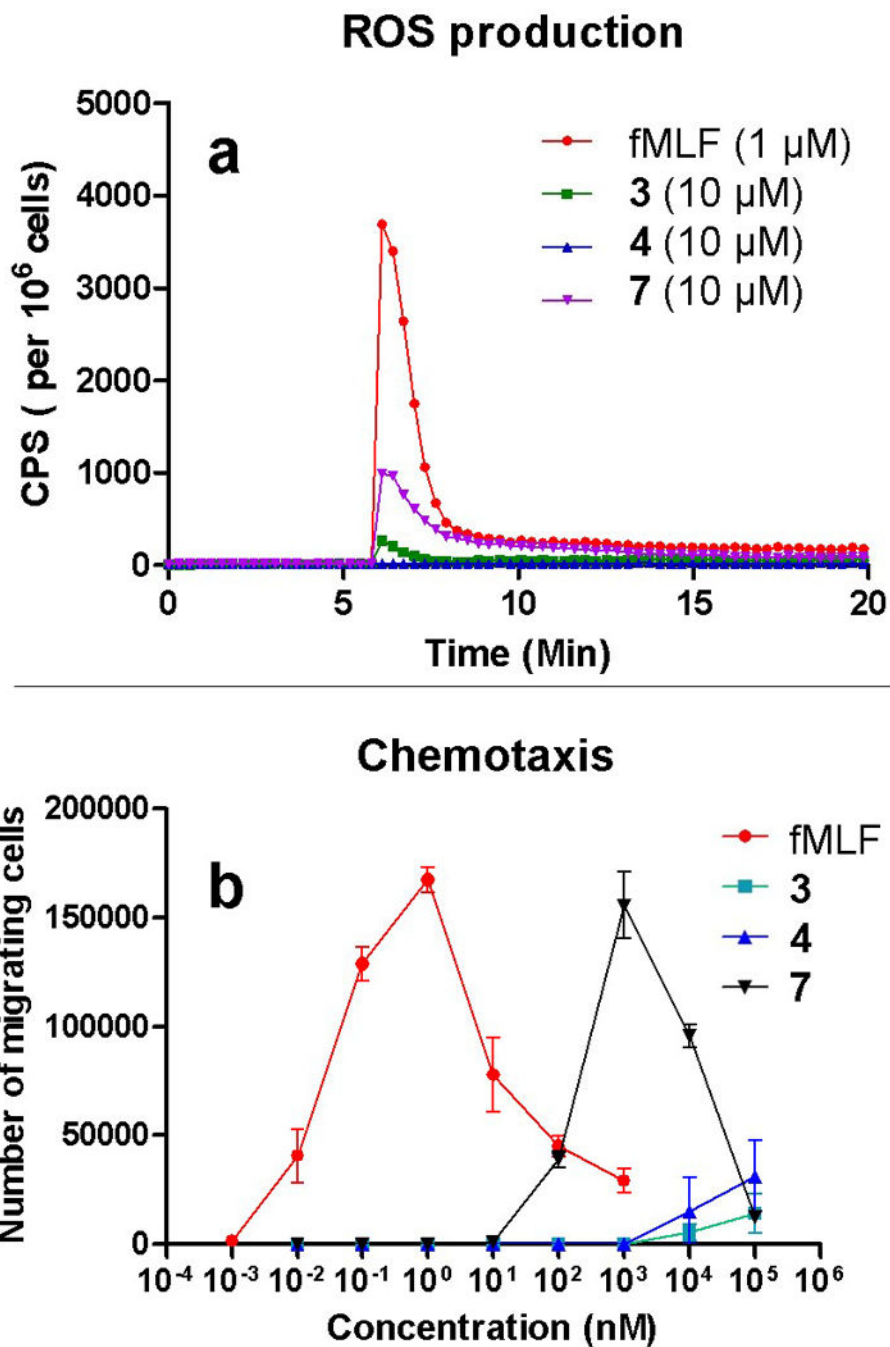 ROS production
a
CPS ( per 10⁶ cells)
5000
4000
3000
2000
1000
0
fMLF (1 µM)
3 (10 µM)
4 (10 µM)
7 (10 µM)
0 5 10 15 20
Time (Min)
Chemotaxis
b
Number of migrating cells
200000
150000
100000
50000
0
fMLF
3
4
7
10⁻⁴ 10⁻³ 10⁻² 10⁻¹ 10⁰ 10¹ 10² 10³ 10⁴ 10⁵ 10⁶
Concentration (nM)